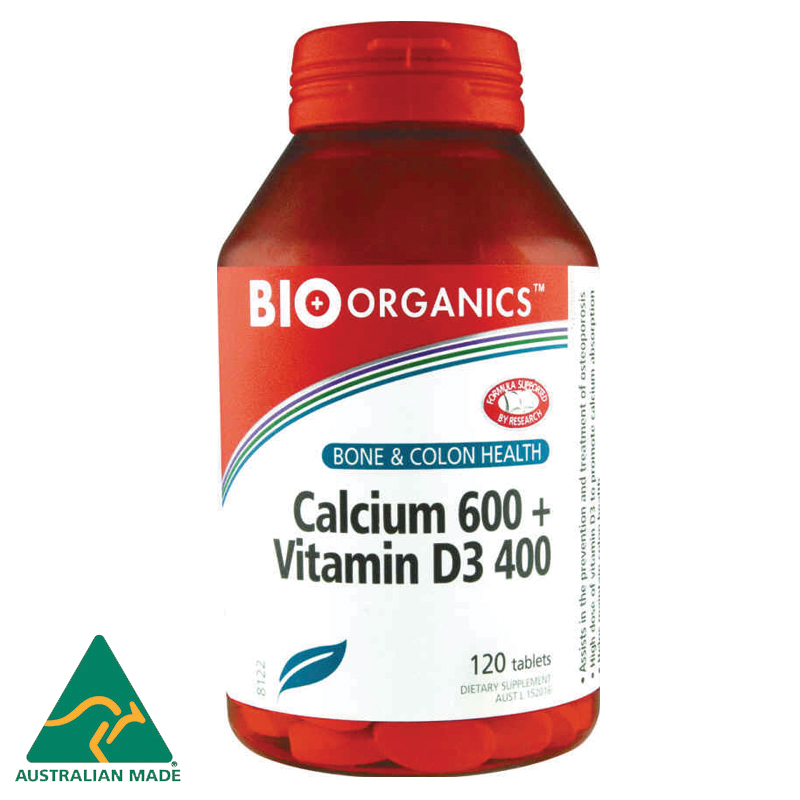 BIO ORGANICS™
FORMULA SUPPORTED
BY RESEARCH
BONE & COLON HEALTH
Calcium 600 +
Vitamin D3 400
120 tablets
DIETARY SUPPLEMENT
AUST L 152016
8122
• Assists in the prevention and treatment of osteoporosis
• High dose of vitamin D3 to promote calcium absorption
AUSTRALIAN MADE®